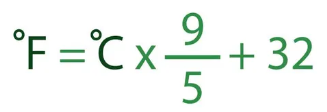 °F = °C x 9/5 + 32